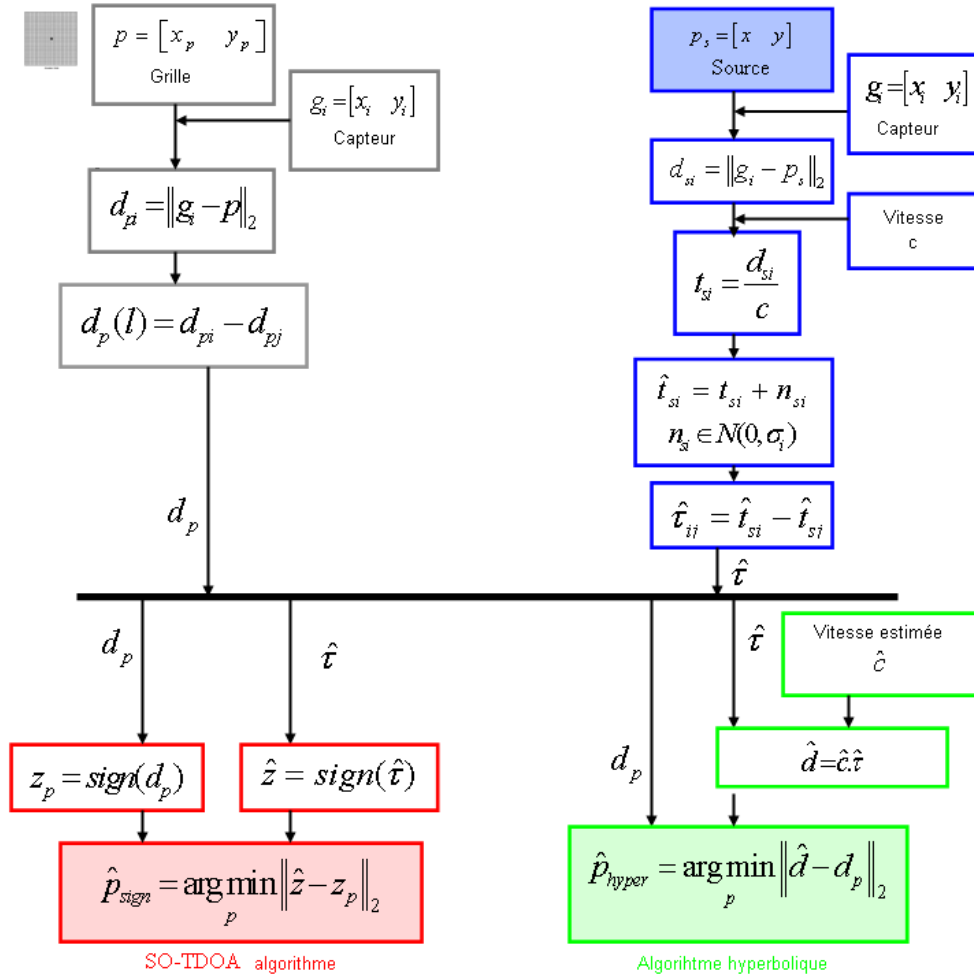 p = [ x_p y_p ]
Grille
g_i = [x_i y_i]
Capteur
d_pi = ||g_i − p||_2
d_p(l) = d_pi − d_pj
d_p
p_s = [x y]
Source
g_i = [x_i y_i]
Capteur
d_si = ||g_i − p_s||_2
Vitesse
c
t_si = d_si / c
t̂_si = t_si + n_si
n_si ∈ N(0, σ_i)
τ̂_ij = t̂_si − t̂_sj
τ̂
d_p
τ̂
z_p = sign(d_p)
ẑ = sign(τ̂)
p̂_sign = arg min_p ||ẑ − z_p||_2
SO-TDOA algorithme
d_p
τ̂
Vitesse estimée
ĉ
d̂ = ĉ.τ̂
p̂_hyper = arg min_p ||d̂ − d_p||_2
Algorihtme hyperbolique